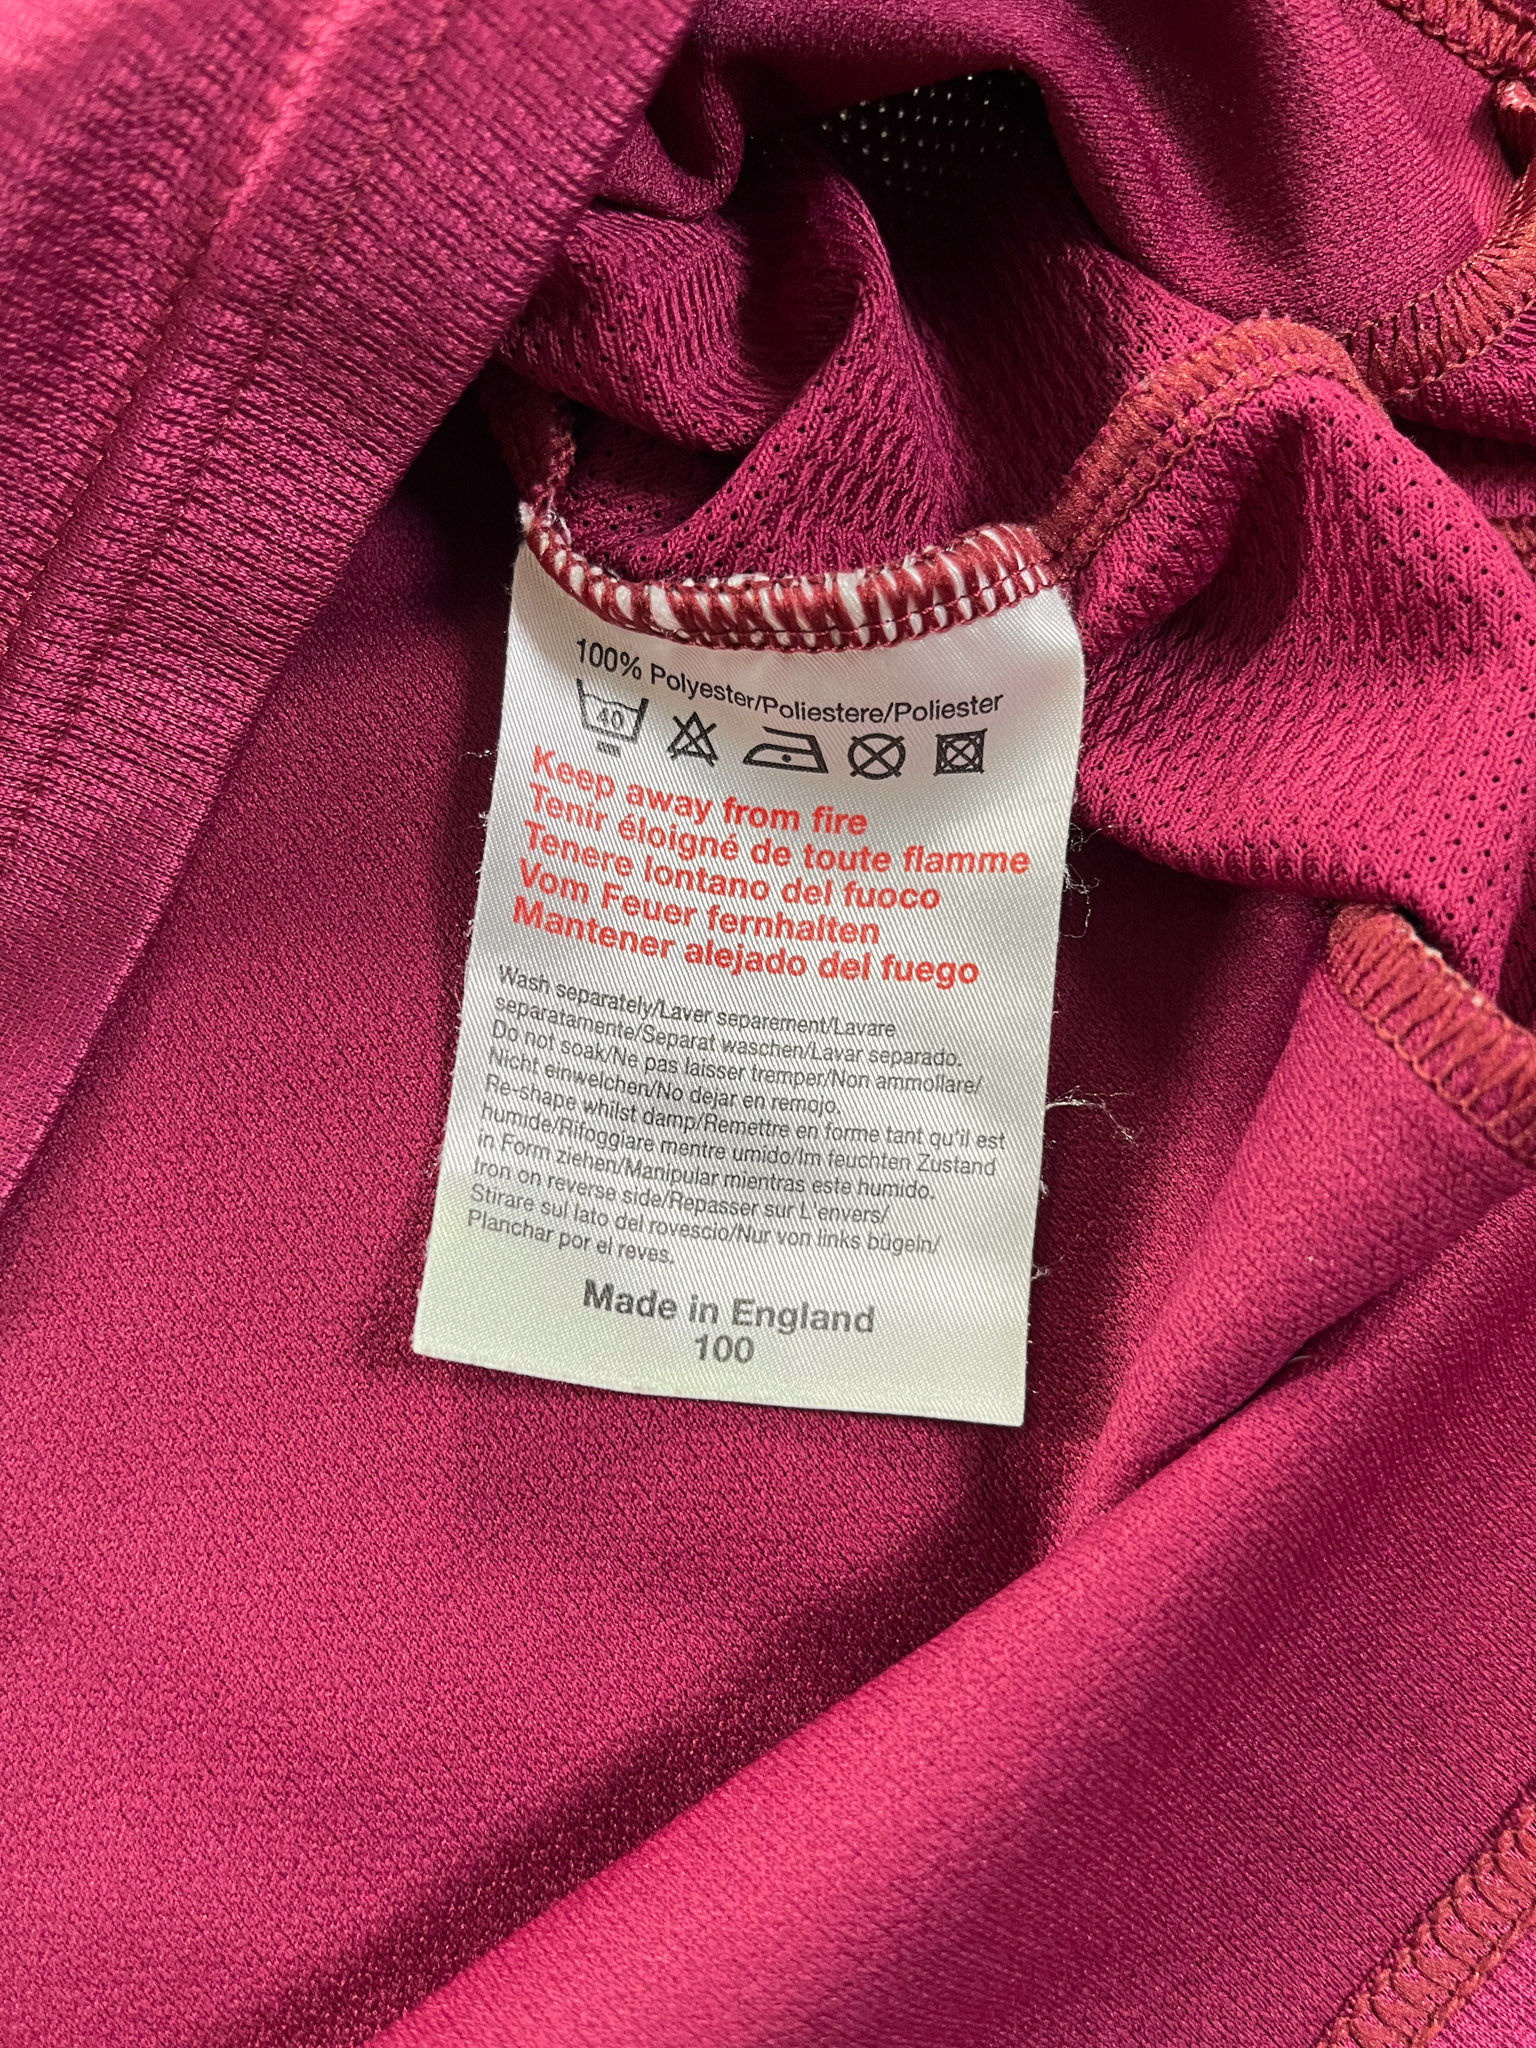 100% Polyester/Poliestere/Poliester
40
Keep away from fire
Tenir éloigné de toute flamme
Tenere lontano del fuoco
Vom Feuer fernhalten
Mantener alejado del fuego
Wash separately/Laver separement/Lavare
separatamente/Separat waschen/Lavar separado.
Do not soak/Ne pas laisser tremper/Non ammollare/
Nicht einweichen/No dejar en remojo.
Re-shape whilst damp/Remettre en forme tant qu'il est
humide/Rifoggiare mentre umido/Im feuchten Zustand
in Form ziehen/Manipular mientras este humido.
Iron on reverse side/Repasser sur L'envers/
Stirare sul lato del rovescio/Nur von links bügeln/
Planchar por el reves.
Made in England
100